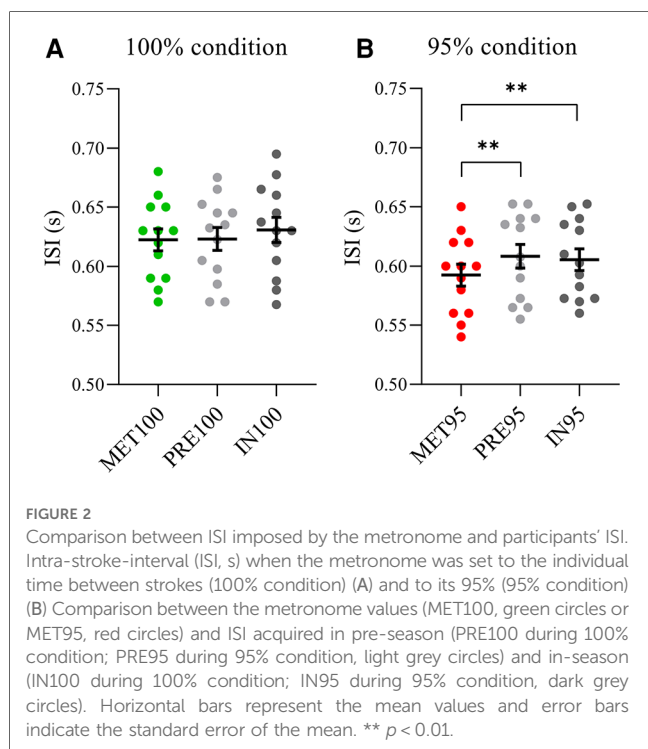 A 100% condition
B 95% condition
0.75
0.70
0.65
0.60
0.55
0.50
ISI (s)
MET100
PRE100
IN100
0.75
0.70
0.65
0.60
0.55
0.50
ISI (s)
**
**
MET95
PRE95
IN95
FIGURE 2
Comparison between ISI imposed by the metronome and participants' ISI.
Intra-stroke-interval (ISI, s) when the metronome was set to the individual
time between strokes (100% condition) (A) and to its 95% (95% condition)
(B) Comparison between the metronome values (MET100, green circles or
MET95, red circles) and ISI acquired in pre-season (PRE100 during 100%
condition; PRE95 during 95% condition, light grey circles) and in-season
(IN100 during 100% condition; IN95 during 95% condition, dark grey
circles). Horizontal bars represent the mean values and error bars
indicate the standard error of the mean. ** p < 0.01.